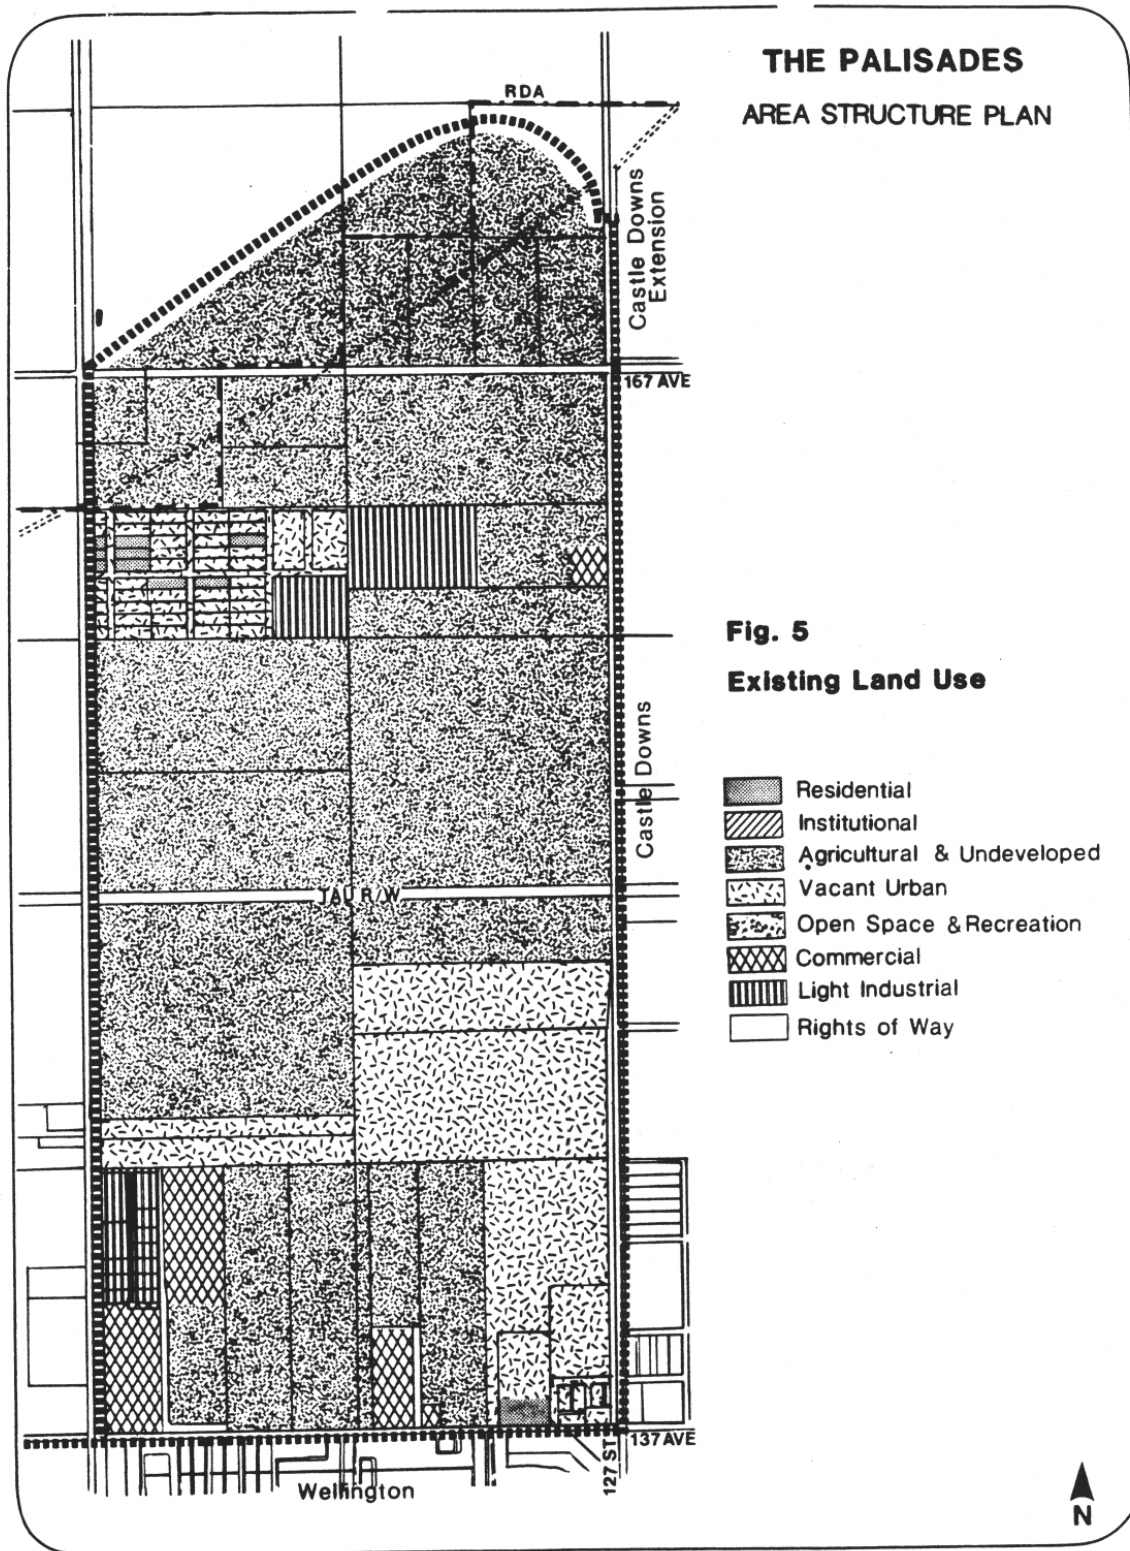 THE PALISADES
AREA STRUCTURE PLAN
RDA
Castle Downs
Extension
167 AVE
Fig. 5
Existing Land Use
Castle Downs
Residential
Institutional
Agricultural & Undeveloped
Vacant Urban
Open Space & Recreation
Commercial
Light Industrial
Rights of Way
TAU R/W
137 AVE
127 ST
Wellington
N